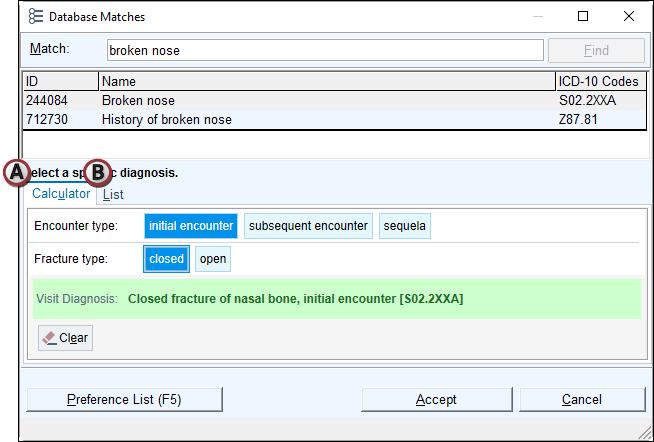 Database Matches
Match: broken nose Find
ID Name ICD-10 Codes
244084 Broken nose S02.2XXA
712730 History of broken nose Z87.81
A elect a sp B c diagnosis.
Calculator List
Encounter type: initial encounter subsequent encounter sequela
Fracture type: closed open
Visit Diagnosis: Closed fracture of nasal bone, initial encounter [S02.2XXA]
Clear
Preference List (F5) Accept Cancel